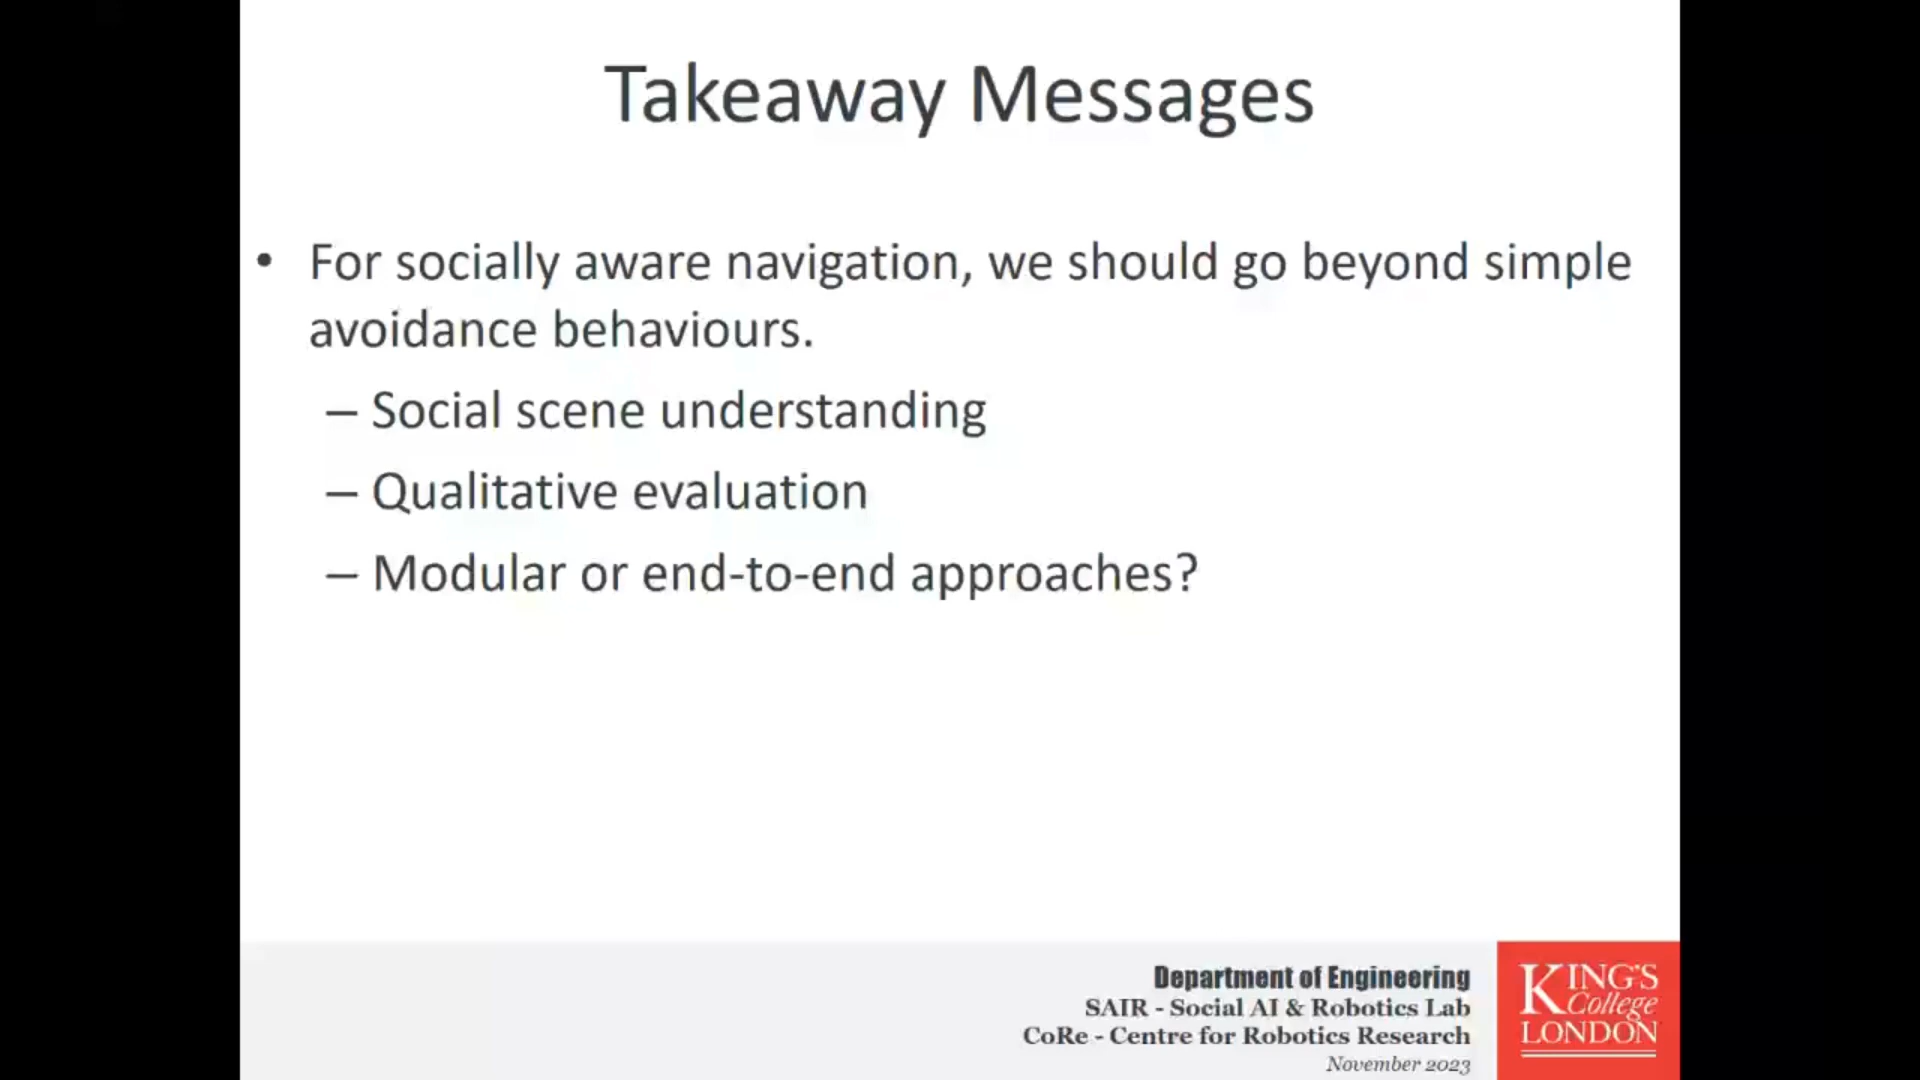 Takeaway Messages
• For socially aware navigation, we should go beyond simple
avoidance behaviours.
– Social scene understanding
– Qualitative evaluation
– Modular or end-to-end approaches?
Department of Engineering
SAIR - Social AI & Robotics Lab
CoRe - Centre for Robotics Research
November 2023
KING'S
College
LONDON